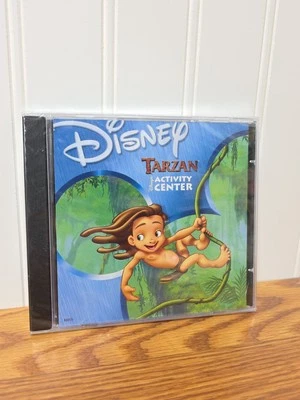 Disney
TARZAN
ACTIVITY
CENTER